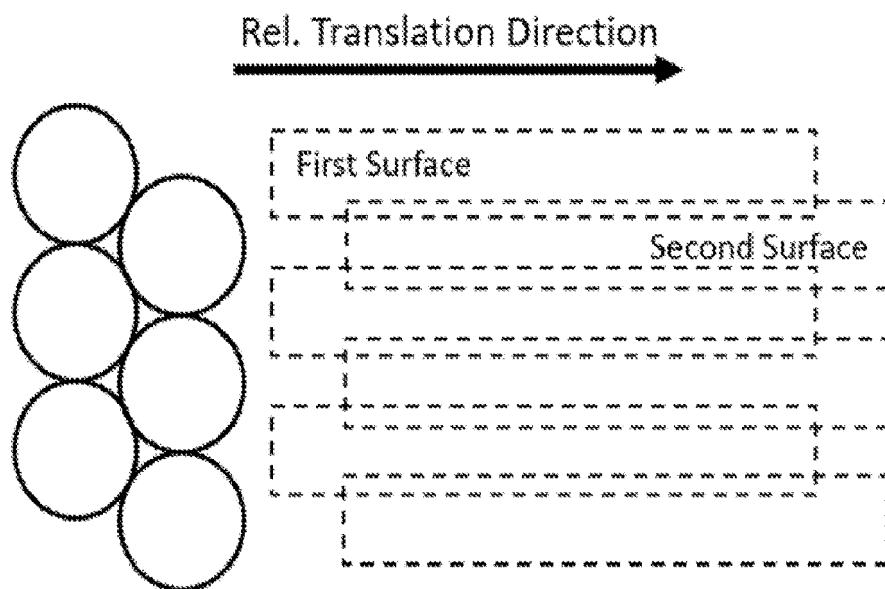 Rel. Translation Direction
First Surface
Second Surface